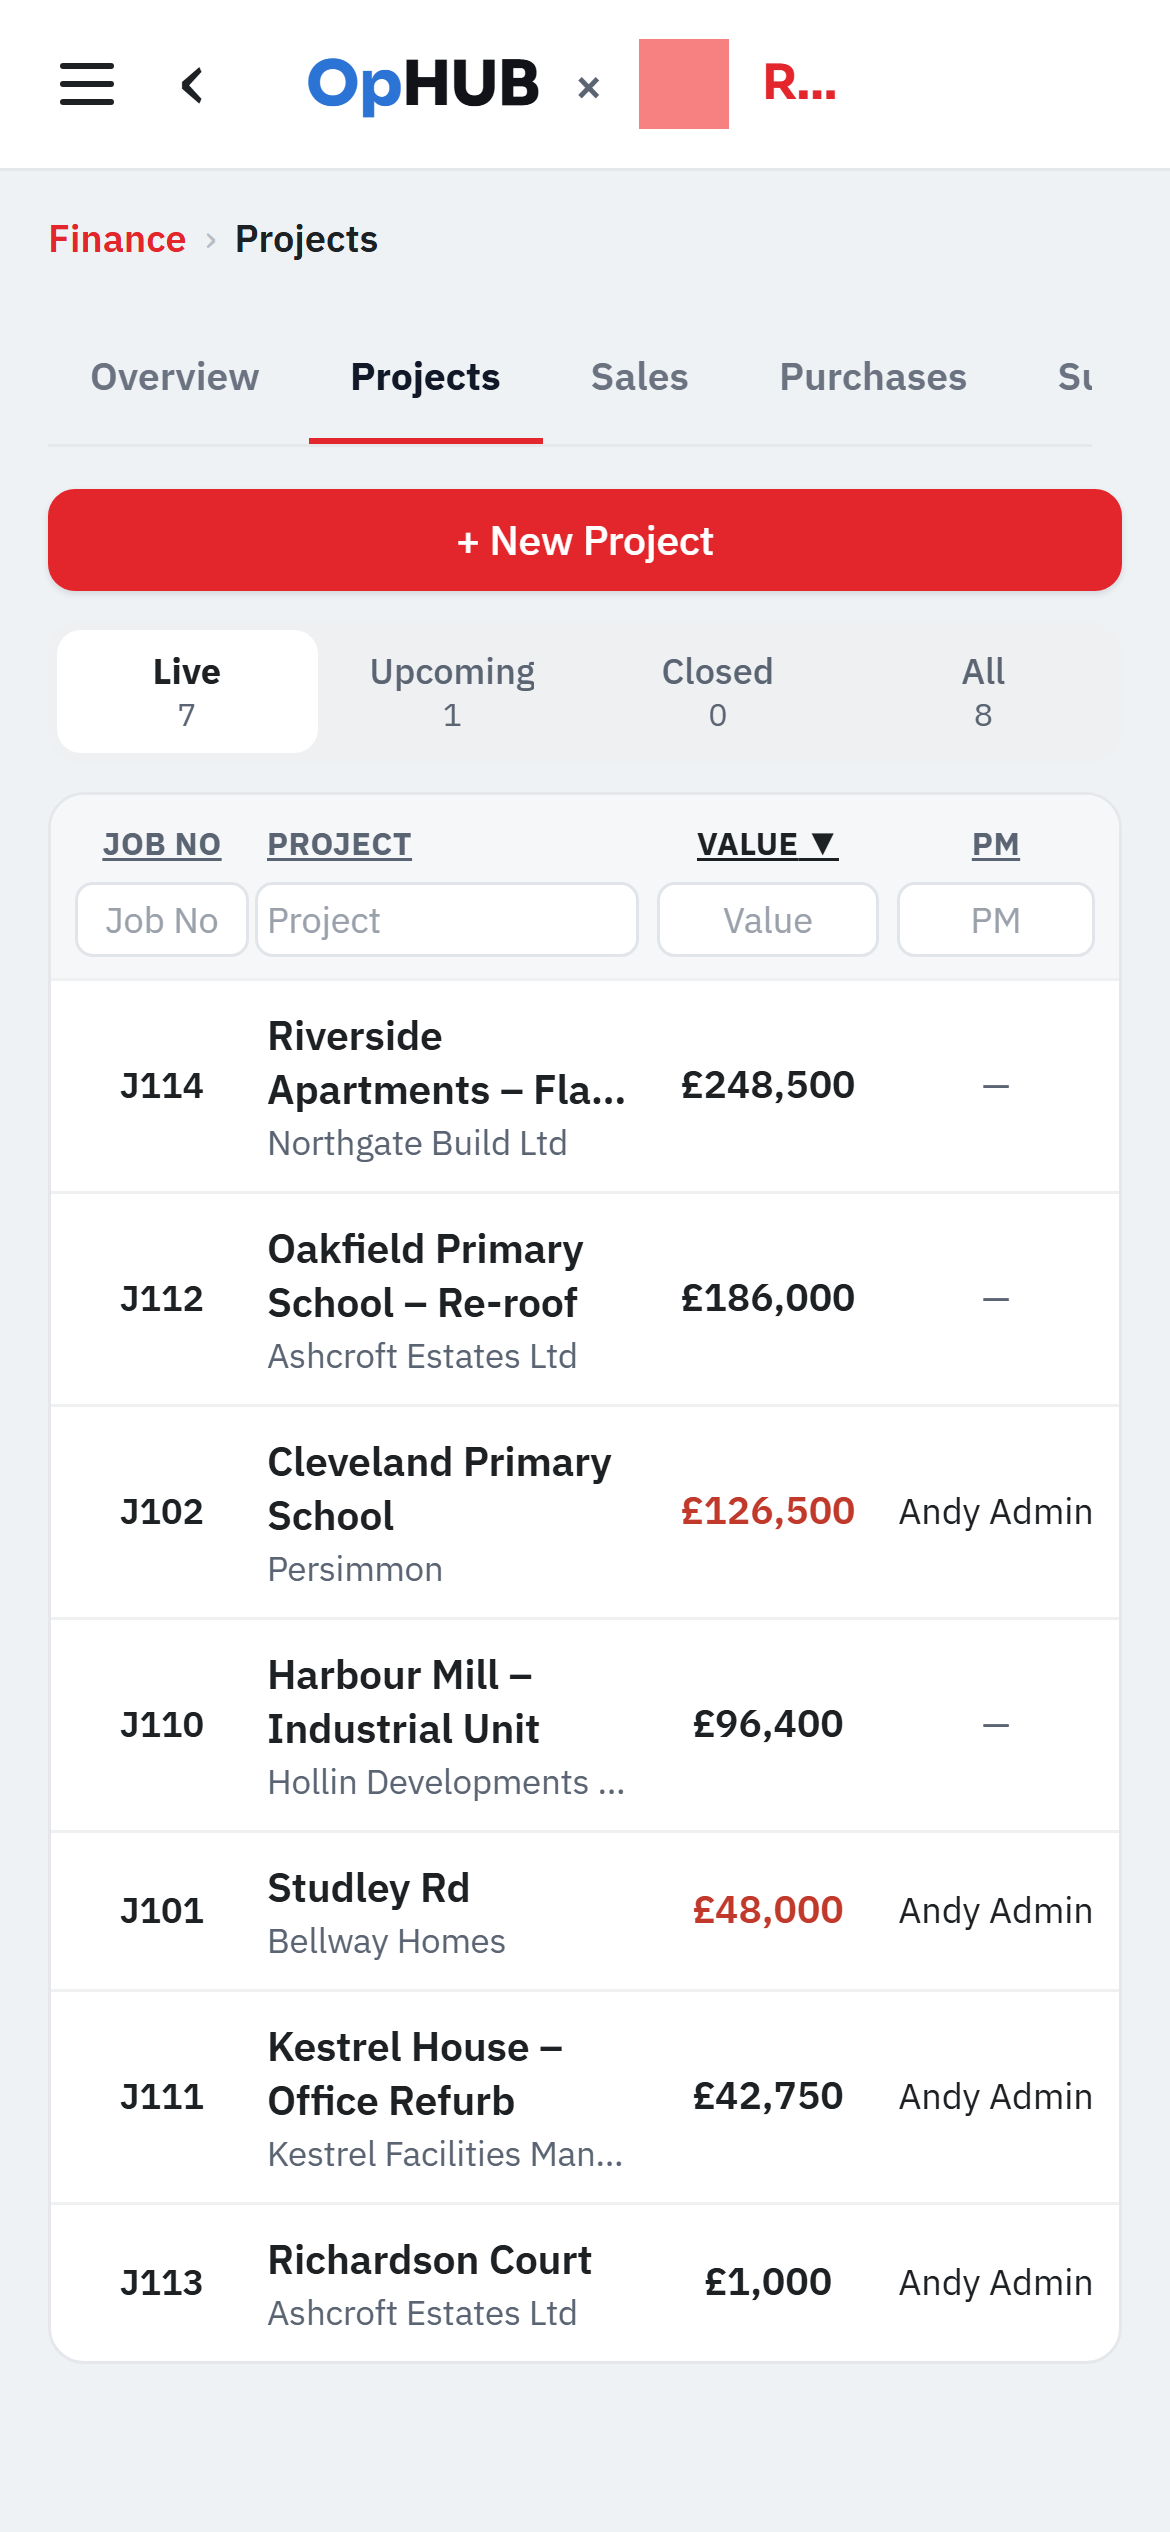 OpHUB × R...
Finance › Projects
Overview Projects Sales Purchases Su
+ New Project
Live Upcoming Closed All
7 1 0 8
JOB NO PROJECT VALUE ▼ PM
Job No Project Value PM
Riverside
Apartments – Fla...
Northgate Build Ltd
J114 £248,500 —
Oakfield Primary
School – Re-roof
Ashcroft Estates Ltd
J112 £186,000 —
Cleveland Primary
School
Persimmon
J102 £126,500 Andy Admin
Harbour Mill –
Industrial Unit
Hollin Developments ...
J110 £96,400 —
Studley Rd
Bellway Homes
J101 £48,000 Andy Admin
Kestrel House –
Office Refurb
Kestrel Facilities Man...
J111 £42,750 Andy Admin
Richardson Court
Ashcroft Estates Ltd
J113 £1,000 Andy Admin